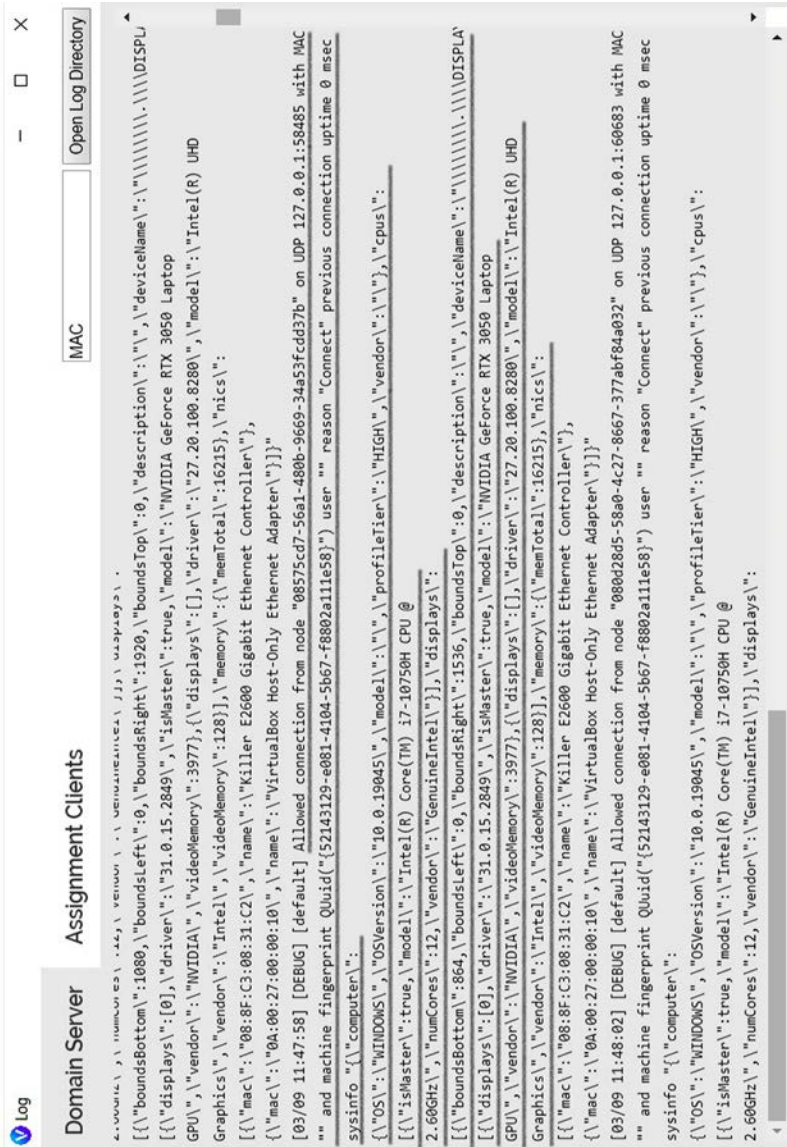 Log
Domain Server Assignment Clients MAC Open Log Directory
[{\"boundsBottom\":1080,\"boundsLeft\":0,\"boundsRight\":1920,\"boundsTop\":0,\"description\":\"\",\"deviceName\":\"\\\\\\\\.\\\\DISPL
[{\"displays\":[0],\"driver\":\"31.0.15.2849\",\"isMaster\":true,\"model\":\"NVIDIA GeForce RTX 3050 Laptop
GPU\",\"vendor\":\"NVIDIA\",\"videoMemory\":3977},{\"displays\":[],\"driver\":\"27.20.100.8280\",\"model\":\"Intel(R) UHD
Graphics\",\"vendor\":\"Intel\",\"videoMemory\":128}],\"memory\":{\"memTotal\":16215},\"nics\":
[{\"mac\":\"08:8F:C3:08:31:C2\",\"name\":\"Killer E2600 Gigabit Ethernet Controller\"},
{\"mac\":\"0A:00:27:00:00:10\",\"name\":\"VirtualBox Host-Only Ethernet Adapter\"}]}"
[03/09 11:47:58] [DEBUG] [default] Allowed connection from node "08575cd7-56a1-480b-9669-34a53fcdd37b" on UDP 127.0.0.1:58485 with MAC
"" and machine fingerprint QUuid("{52143129-e081-4104-5b67-f8802a111e58}") user "" reason "Connect" previous connection uptime 0 msec
sysinfo "{\"computer\":
{\"OS\":\"WINDOWS\",\"OSVersion\":\"10.0.19045\",\"model\":\"\",\"profileTier\":\"HIGH\",\"vendor\":\"\"},\"cpus\":
[{\"isMaster\":true,\"model\":\"Intel(R) Core(TM) i7-10750H CPU @
2.60GHz\",\"numCores\":12,\"vendor\":\"GenuineIntel\"}],\"displays\":
[{\"boundsBottom\":864,\"boundsLeft\":0,\"boundsRight\":1536,\"boundsTop\":0,\"description\":\"\",\"deviceName\":\"\\\\\\\\.\\\\DISPLAY
[{\"displays\":[0],\"driver\":\"31.0.15.2849\",\"isMaster\":true,\"model\":\"NVIDIA GeForce RTX 3050 Laptop
GPU\",\"vendor\":\"NVIDIA\",\"videoMemory\":3977},{\"displays\":[],\"driver\":\"27.20.100.8280\",\"model\":\"Intel(R) UHD
Graphics\",\"vendor\":\"Intel\",\"videoMemory\":128}],\"memory\":{\"memTotal\":16215},\"nics\":
[{\"mac\":\"08:8F:C3:08:31:C2\",\"name\":\"Killer E2600 Gigabit Ethernet Controller\"},
{\"mac\":\"0A:00:27:00:00:10\",\"name\":\"VirtualBox Host-Only Ethernet Adapter\"}]}"
[03/09 11:48:02] [DEBUG] [default] Allowed connection from node "080d28d5-58a0-4c27-8667-377abf84a032" on UDP 127.0.0.1:60683 with MAC
"" and machine fingerprint QUuid("{52143129-e081-4104-5b67-f8802a111e58}") user "" reason "Connect" previous connection uptime 0 msec
sysinfo "{\"computer\":
{\"OS\":\"WINDOWS\",\"OSVersion\":\"10.0.19045\",\"model\":\"\",\"profileTier\":\"HIGH\",\"vendor\":\"\"},\"cpus\":
[{\"isMaster\":true,\"model\":\"Intel(R) Core(TM) i7-10750H CPU @
2.60GHz\",\"numCores\":12,\"vendor\":\"GenuineIntel\"}],\"displays\":